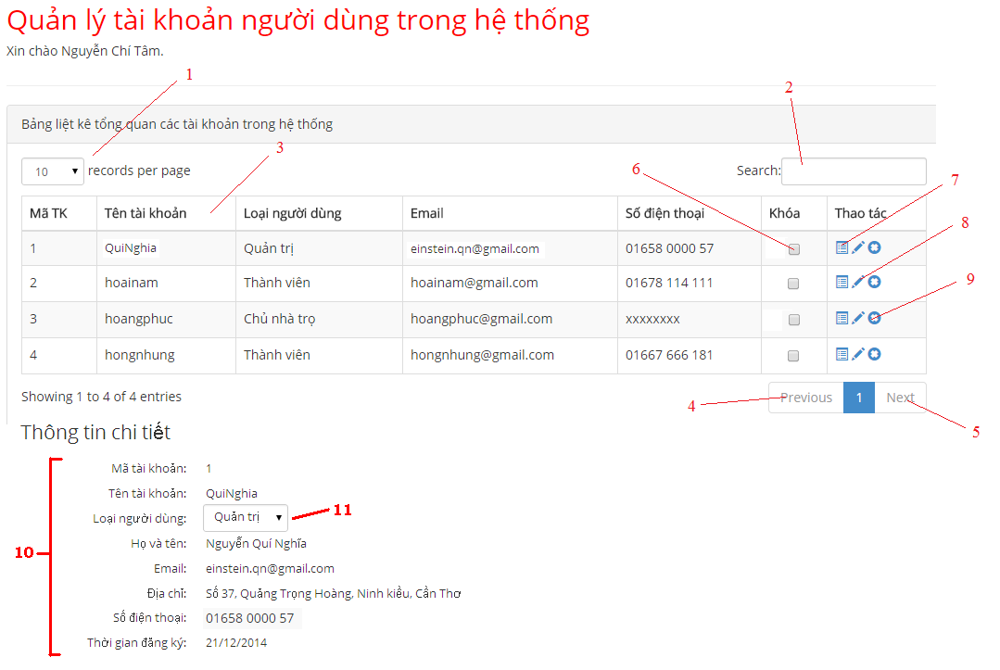 Quản lý tài khoản người dùng trong hệ thống
Xin chào Nguyễn Chí Tâm.
1
2
Bảng liệt kê tổng quan các tài khoản trong hệ thống
3
10 records per page
Search:
6
7
Mã TK Tên tài khoản Loại người dùng Email Số điện thoại Khóa Thao tác
8
1 QuiNghia Quản trị einstein.qn@gmail.com 01658 0000 57
2 hoainam Thành viên hoainam@gmail.com 01678 114 111
9
3 hoangphuc Chủ nhà trọ hoangphuc@gmail.com xxxxxxxx
4 hongnhung Thành viên hongnhung@gmail.com 01667 666 181
Showing 1 to 4 of 4 entries
4
Previous 1 Next
5
Thông tin chi tiết
Mã tài khoản: 1
Tên tài khoản: QuiNghia
Loại người dùng: Quản trị
11
Họ và tên: Nguyễn Quí Nghĩa
10
Email: einstein.qn@gmail.com
Địa chỉ: Số 37, Quảng Trọng Hoàng, Ninh kiều, Cần Thơ
Số điện thoại: 01658 0000 57
Thời gian đăng ký: 21/12/2014